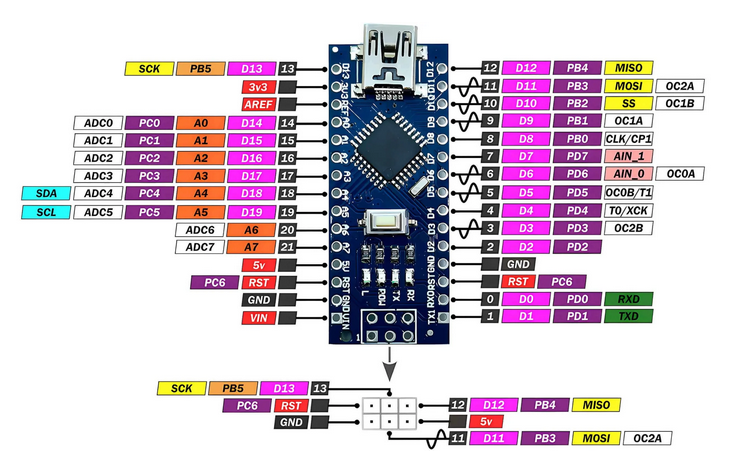 SCK PB5 D13 13
3v3
AREF
ADC0 PC0 A0 D14 14
ADC1 PC1 A1 D15 15
ADC2 PC2 A2 D16 16
ADC3 PC3 A3 D17 17
SDA ADC4 PC4 A4 D18 18
SCL ADC5 PC5 A5 D19 19
ADC6 A6 20
ADC7 A7 21
5v
PC6 RST
GND
VIN
D13
3V3
REF
A0
A1
A2
A3
A4
A5
A6
A7
5V
RST
GND
VIN
L
POW
TX
RX
1
D12
D11
D10
D9
D8
D7
D6
D5
D4
D3
D2
GND
RST
RX0
TX1
12 D12 PB4 MISO
11 D11 PB3 MOSI OC2A
10 D10 PB2 SS OC1B
9 D9 PB1 OC1A
8 D8 PB0 CLK/CP1
7 D7 PD7 AIN_1
6 D6 PD6 AIN_0 OC0A
5 D5 PD5 OC0B/T1
4 D4 PD4 T0/XCK
3 D3 PD3 OC2B
2 D2 PD2
GND
RST PC6
0 D0 PD0 RXD
1 D1 PD1 TXD
SCK PB5 D13 13
PC6 RST
GND
12 D12 PB4 MISO
5v
11 D11 PB3 MOSI OC2A